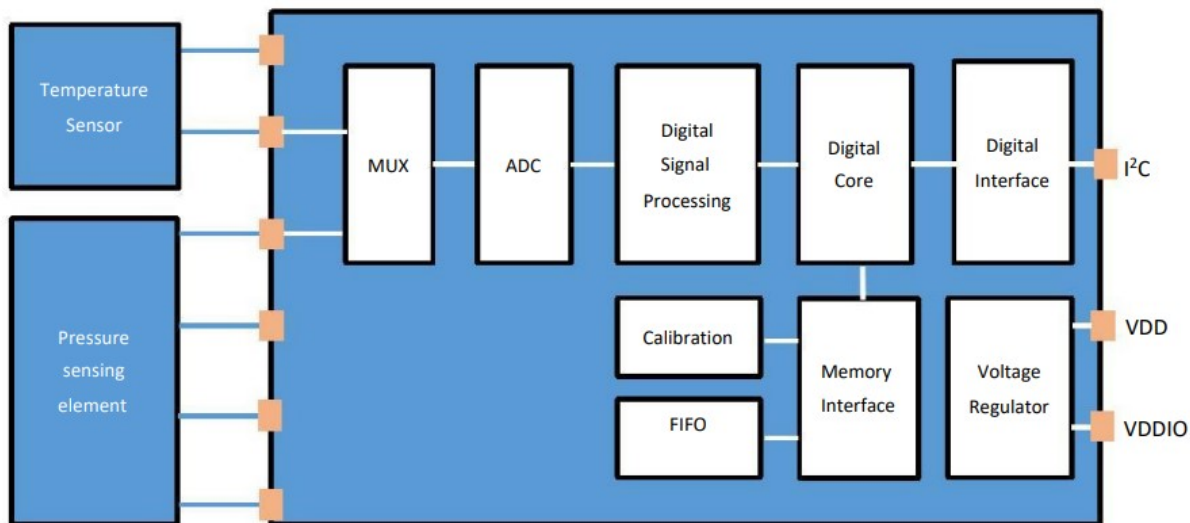 Temperature
Sensor
Pressure
sensing
element
MUX
ADC
Digital
Signal
Processing
Digital
Core
Digital
Interface
I²C
Calibration
FIFO
Memory
Interface
Voltage
Regulator
VDD
VDDIO